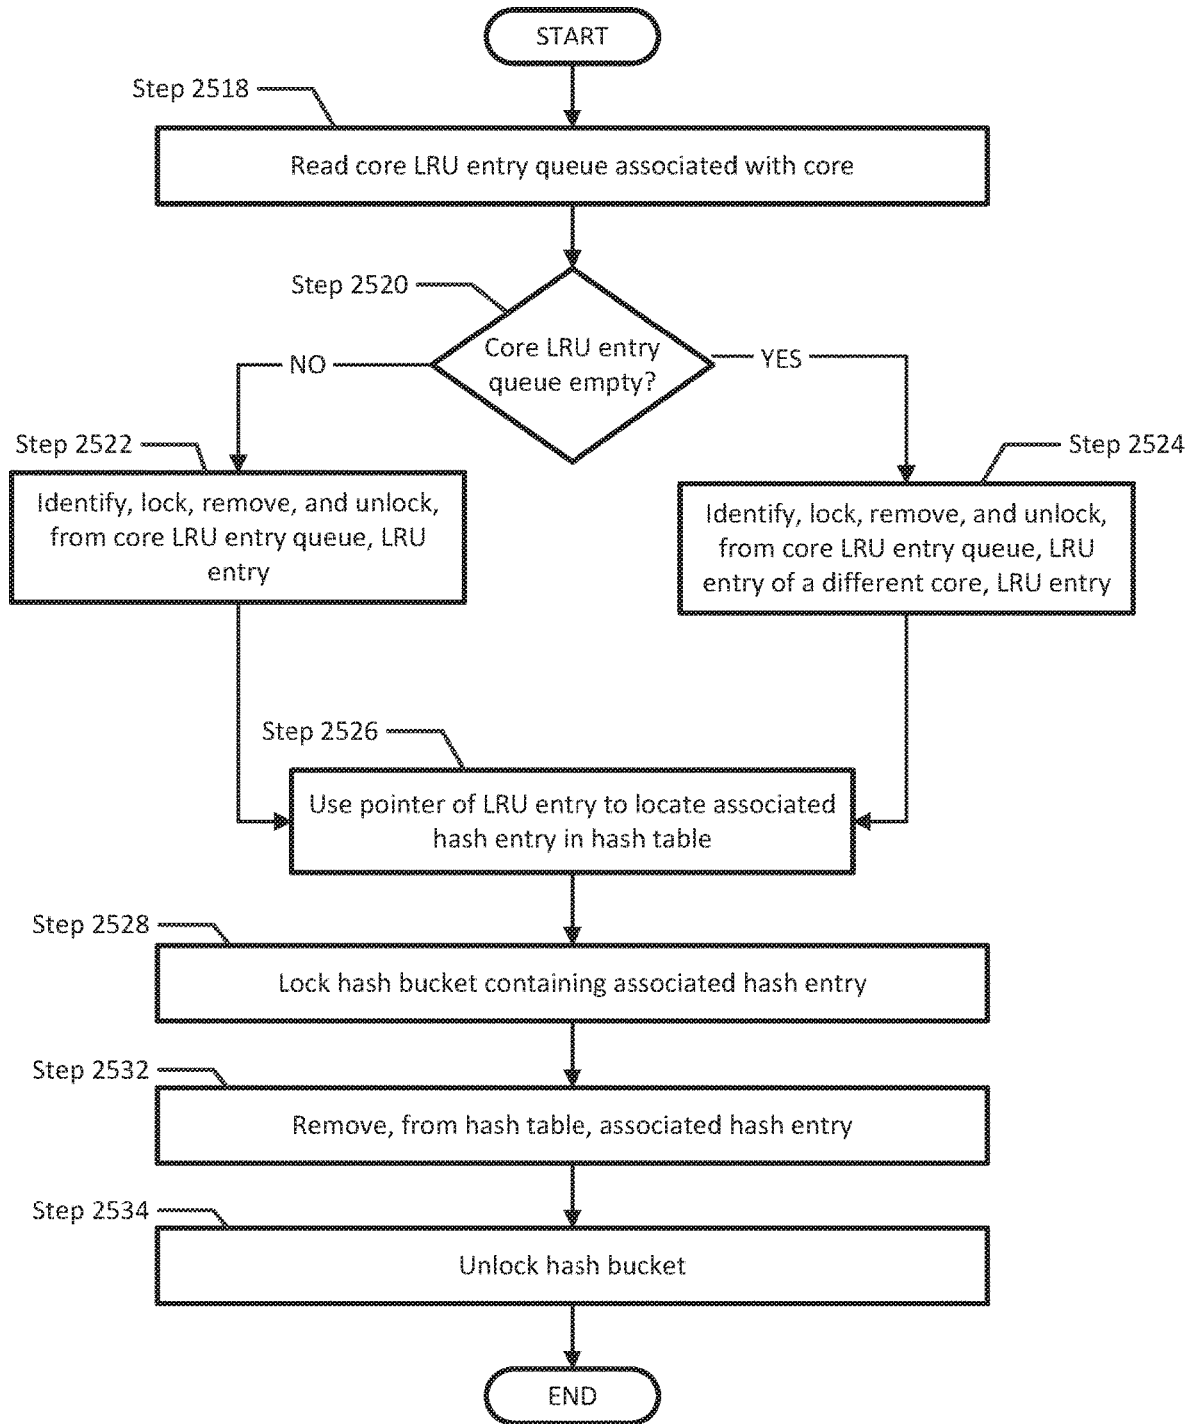 START
Step 2518
Read core LRU entry queue associated with core
Step 2520
Core LRU entry
queue empty?
NO
YES
Step 2522
Identify, lock, remove, and unlock,
from core LRU entry queue, LRU
entry
Step 2524
Identify, lock, remove, and unlock,
from core LRU entry queue, LRU
entry of a different core, LRU entry
Step 2526
Use pointer of LRU entry to locate associated
hash entry in hash table
Step 2528
Lock hash bucket containing associated hash entry
Step 2532
Remove, from hash table, associated hash entry
Step 2534
Unlock hash bucket
END